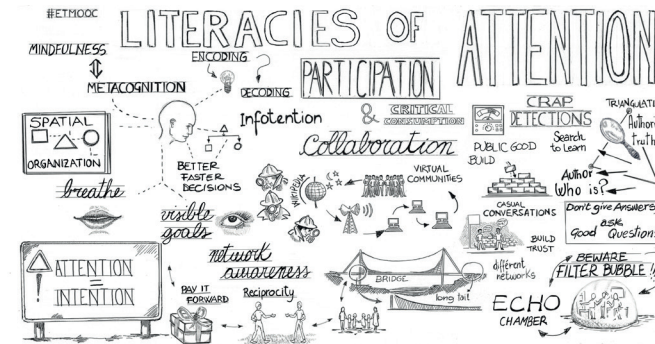 #ETMOOC
LITERACIES OF ATTENTION
MINDFULNESS
METACOGNITION
ENCODING
DECODING
PARTICIPATION
Infotention
& CRITICAL
CONSUMPTION
CRAP
DETECTIONS
TRIANGULATI
Author
truth
SPATIAL
ORGANIZATION
BETTER
FASTER
DECISIONS
collaboration
PUBLIC GOOD
BUILD
Search
to Learn
Author
Who is?
breathe
visible
goals
WIKIPEDIA
VIRTUAL
COMMUNITIES
CASUAL
CONVERSATIONS
BUILD
TRUST
Don't give Answers
ask
Good Question
ATTENTION
=
INTENTION
!
network
awareness
BRIDGE
long tail
different
networks
BEWARE
FILTER BUBBLE !
PAY IT
FORWARD
Reciprocity
ECHO
CHAMBER